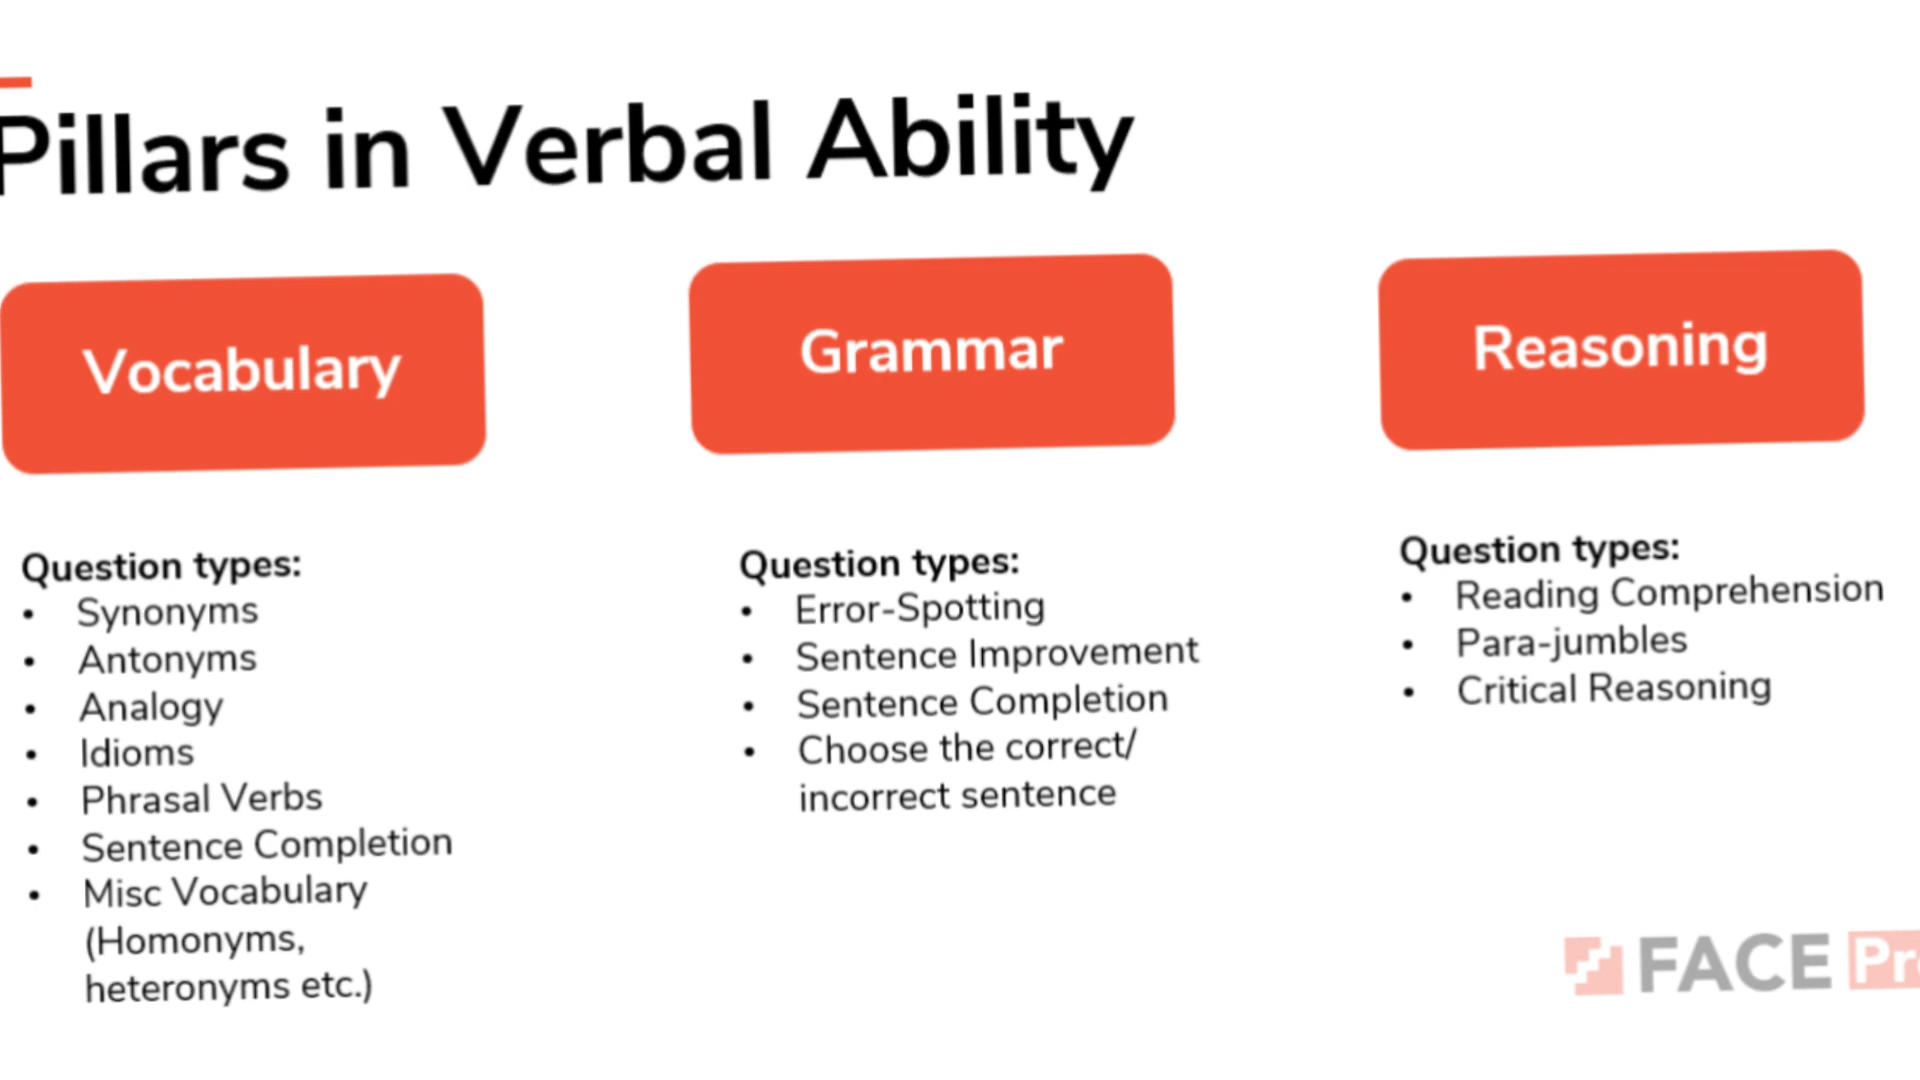 Pillars in Verbal Ability
Vocabulary
Question types:
• Synonyms
• Antonyms
• Analogy
• Idioms
• Phrasal Verbs
• Sentence Completion
• Misc Vocabulary
(Homonyms,
heteronyms etc.)
Grammar
Question types:
• Error-Spotting
• Sentence Improvement
• Sentence Completion
• Choose the correct/
incorrect sentence
Reasoning
Question types:
• Reading Comprehension
• Para-jumbles
• Critical Reasoning
FACE